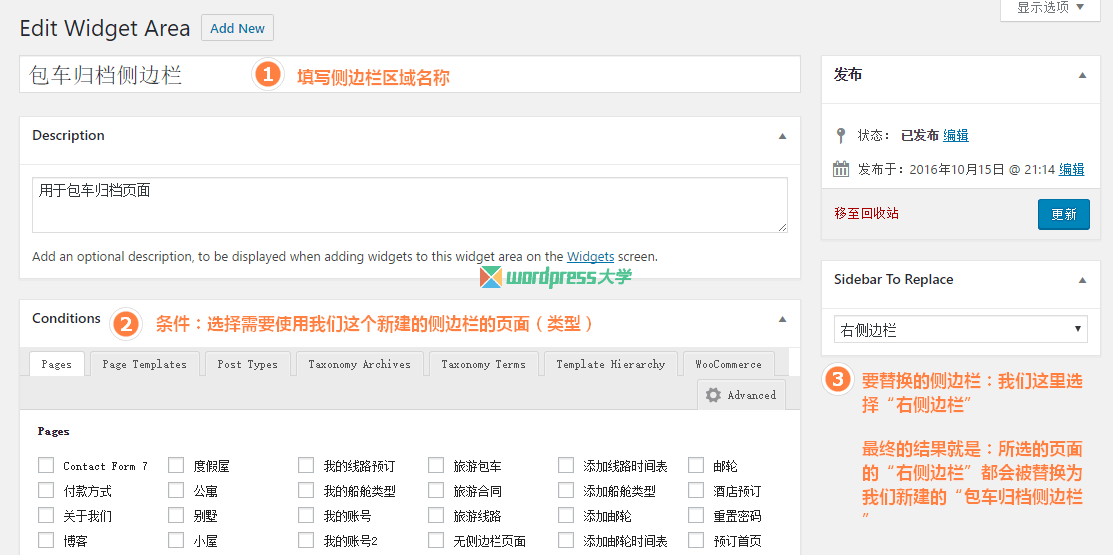 显示选项 ▼
Edit Widget Area Add New
包车归档侧边栏 1 填写侧边栏区域名称
Description
用于包车归档页面
Add an optional description, to be displayed when adding widgets to this widget area on the Widgets screen.
wordpress大学
Conditions 2 条件：选择需要使用我们这个新建的侧边栏的页面（类型）
Pages Page Templates Post Types Taxonomy Archives Taxonomy Terms Template Hierarchy WooCommerce
Advanced
Pages
Contact Form 7 度假屋 我的线路预订 旅游包车 添加线路时间表 邮轮
付款方式 公寓 我的船舱类型 旅游合同 添加船舱类型 酒店预订
关于我们 别墅 我的账号 旅游线路 添加邮轮 重置密码
博客 小屋 我的账号2 无侧边栏页面 添加邮轮时间表 预订首页
发布
状态： 已发布 编辑
发布于：2016年10月15日 @ 21:14 编辑
移至回收站 更新
Sidebar To Replace
右侧边栏
3 要替换的侧边栏：我们这里选
择“右侧边栏”
最终的结果就是：所选的页面
的“右侧边栏”都会被替换为
我们新建的“包车归档侧边栏
”